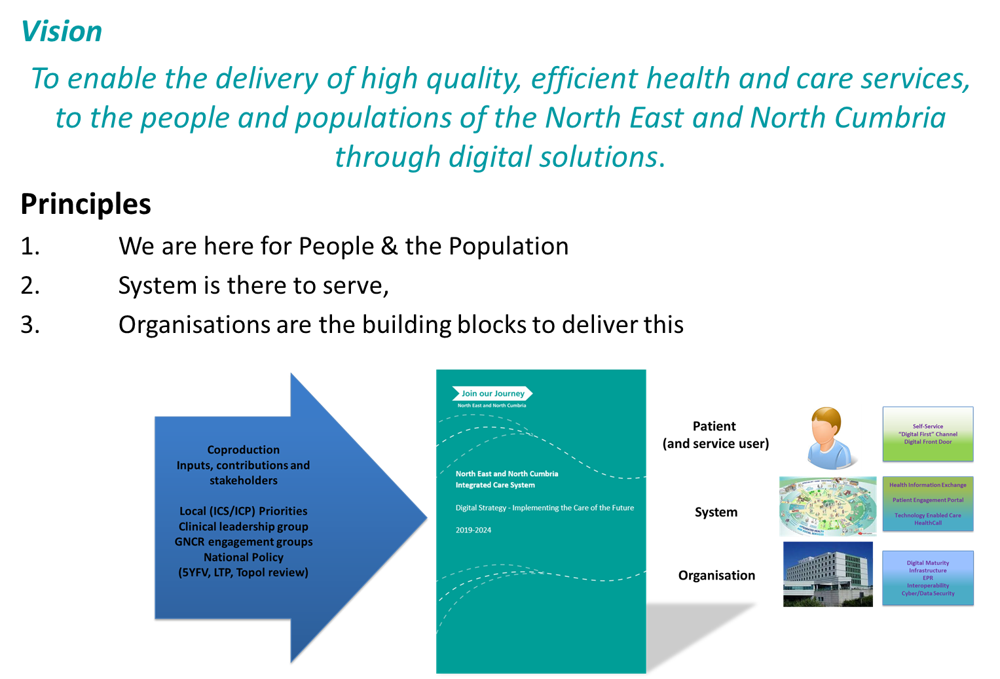 Vision
To enable the delivery of high quality, efficient health and care services,
to the people and populations of the North East and North Cumbria
through digital solutions.
Principles
1. We are here for People & the Population
2. System is there to serve,
3. Organisations are the building blocks to deliver this
Coproduction
Inputs, contributions and
stakeholders
Local (ICS/ICP) Priorities
Clinical leadership group
GNCR engagement groups
National Policy
(5YFV, LTP, Topol review)
Join our Journey
North East and North Cumbria
North East and North Cumbria
Integrated Care System
Digital Strategy - Implementing the Care of the Future
2019-2024
Patient
(and service user)
Self-Service
“Digital First” Channel
Digital Front Door
System
INTEGRATED HEALTH
AND SOCIAL SERVICES
Health Information Exchange
Patient Engagement Portal
Technology Enabled Care
HealthCall
Organisation
Digital Maturity
Infrastructure
EPR
Interoperability
Cyber/Data Security